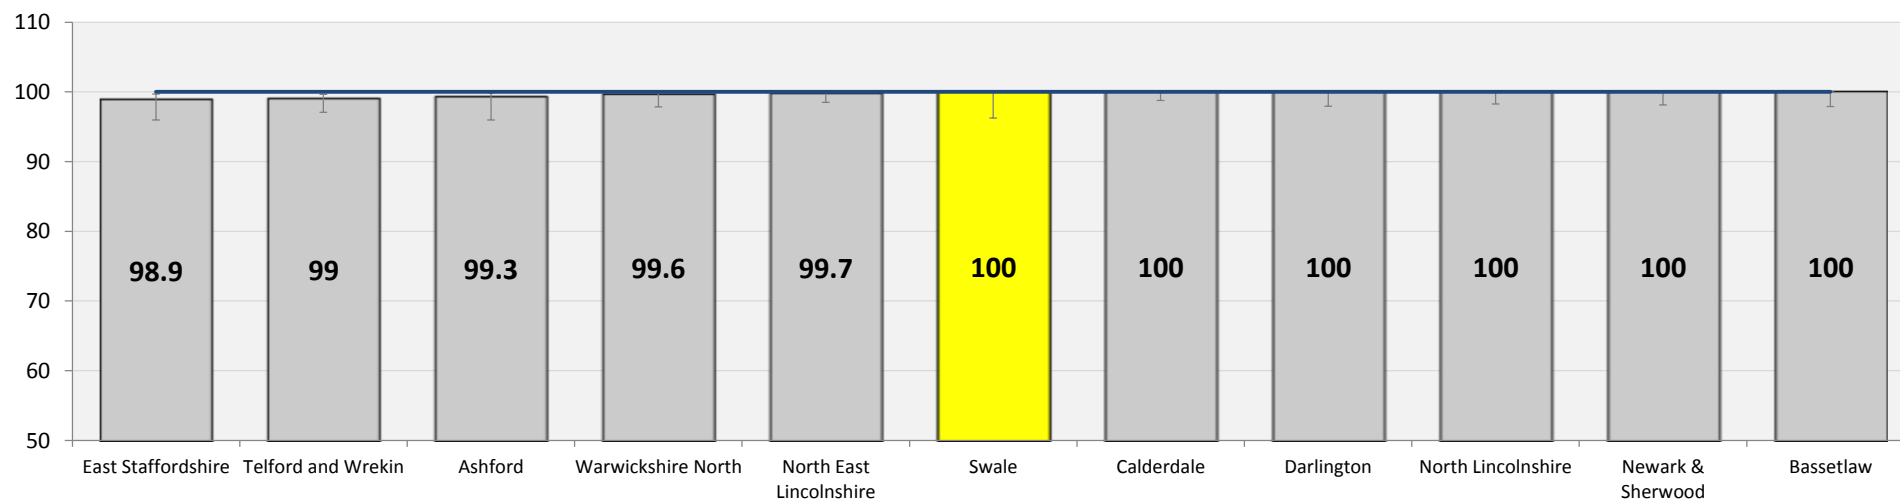 110
100
90
80
70
60
50
98.9
99
99.3
99.6
99.7
100
100
100
100
100
100
East Staffordshire
Telford and Wrekin
Ashford
Warwickshire North
North East
Lincolnshire
Swale
Calderdale
Darlington
North Lincolnshire
Newark &
Sherwood
Bassetlaw